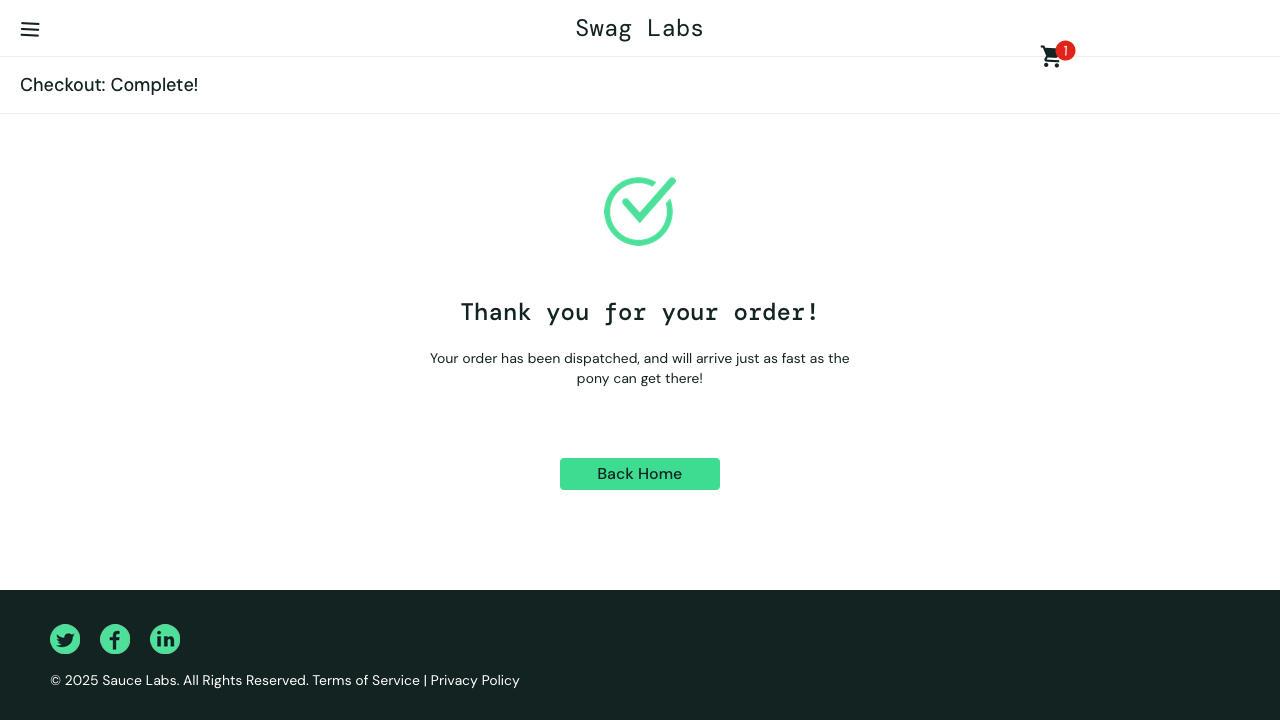 Swag Labs
1
Checkout: Complete!
Thank you for your order!
Your order has been dispatched, and will arrive just as fast as the
pony can get there!
Back Home
© 2025 Sauce Labs. All Rights Reserved. Terms of Service | Privacy Policy